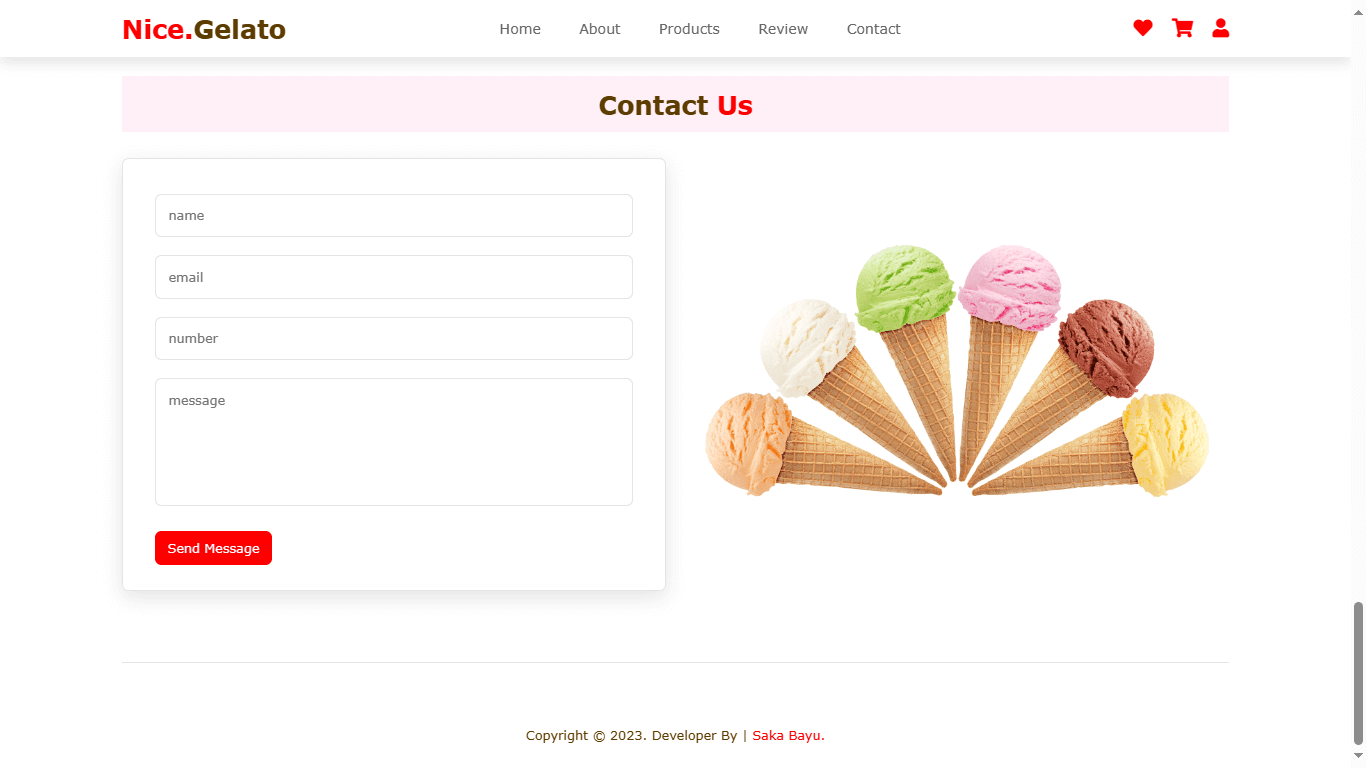 Nice.Gelato
Home About Products Review Contact
Contact Us
name
email
number
message
Send Message
Copyright © 2023. Developer By | Saka Bayu.